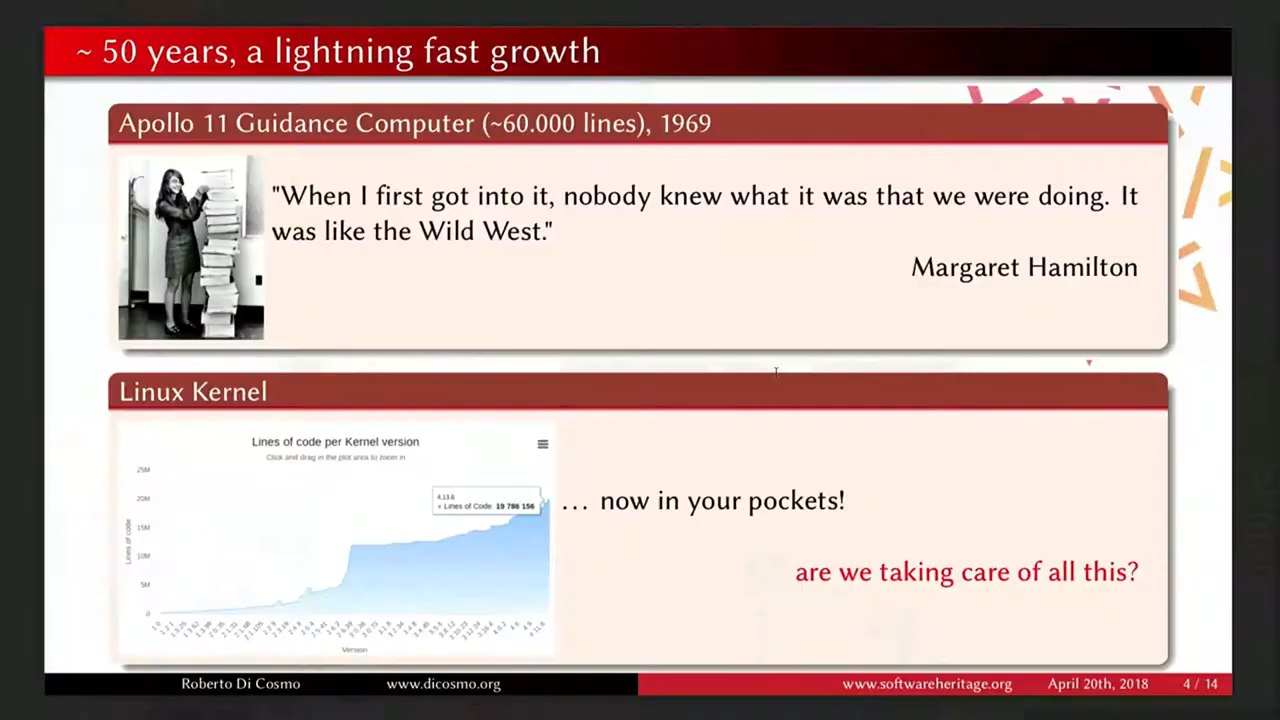 ~ 50 years, a lightning fast growth
Apollo 11 Guidance Computer (~60.000 lines), 1969
"When I first got into it, nobody knew what it was that we were doing. It
was like the Wild West."
Margaret Hamilton
Linux Kernel
Lines of code per Kernel version
Click and drag in the plot area to zoom in
25M
20M
15M
10M
5M
0
Lines of code
4.13.6
Lines of Code: 19 786 156
Version
... now in your pockets!
are we taking care of all this?
Roberto Di Cosmo www.dicosmo.org www.softwareheritage.org April 20th, 2018 4 / 14